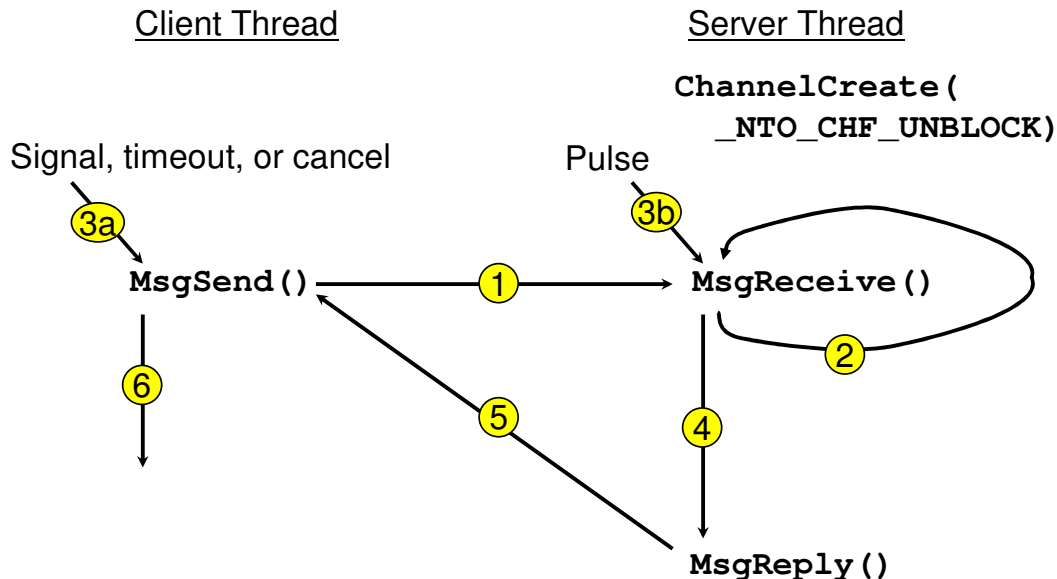 Client Thread
Server Thread
ChannelCreate(
_NTO_CHF_UNBLOCK)
Signal, timeout, or cancel
Pulse
3a
3b
MsgSend()
1
MsgReceive()
2
6
5
4
MsgReply()